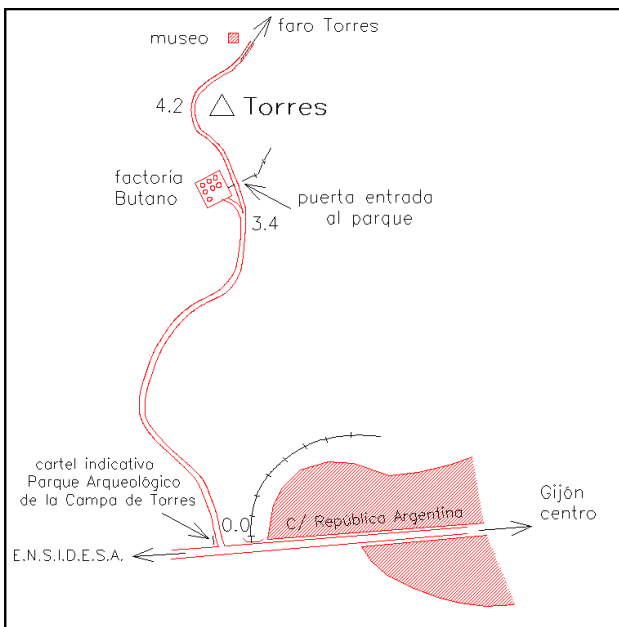 faro Torres
museo
4.2
Torres
factoría
Butano
puerta entrada
al parque
3.4
cartel indicativo
Parque Arqueológico
de la Campa de Torres
0.0
C/ República Argentina
Gijón
centro
E.N.S.I.D.E.S.A.